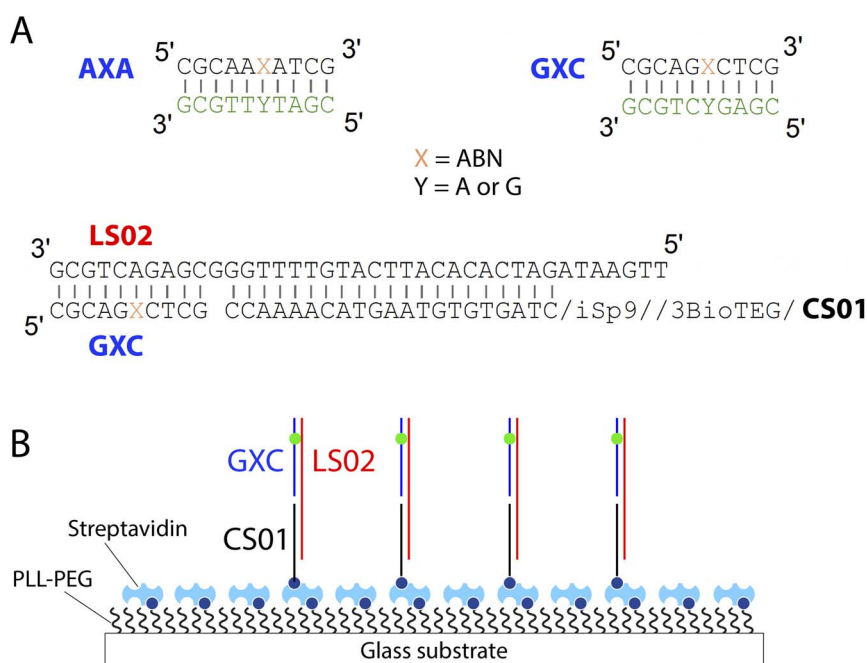 A
AXA
5' CGCAAXATCG 3'
3' GCGTTYTAGC 5'
GXC
5' CGCAGXCTCG 3'
3' GCGTCYGAGC 5'
X = ABN
Y = A or G
LS02
3' GCGTCAGAGCGGGTTTTGTACTTACACACTAGATAAGTT 5'
5' CGCAGXCTCG CCAAAACATGAATGTGTGATC/iSp9//3BioTEG/ CS01
GXC
B
GXC LS02
CS01
Streptavidin
PLL-PEG
Glass substrate